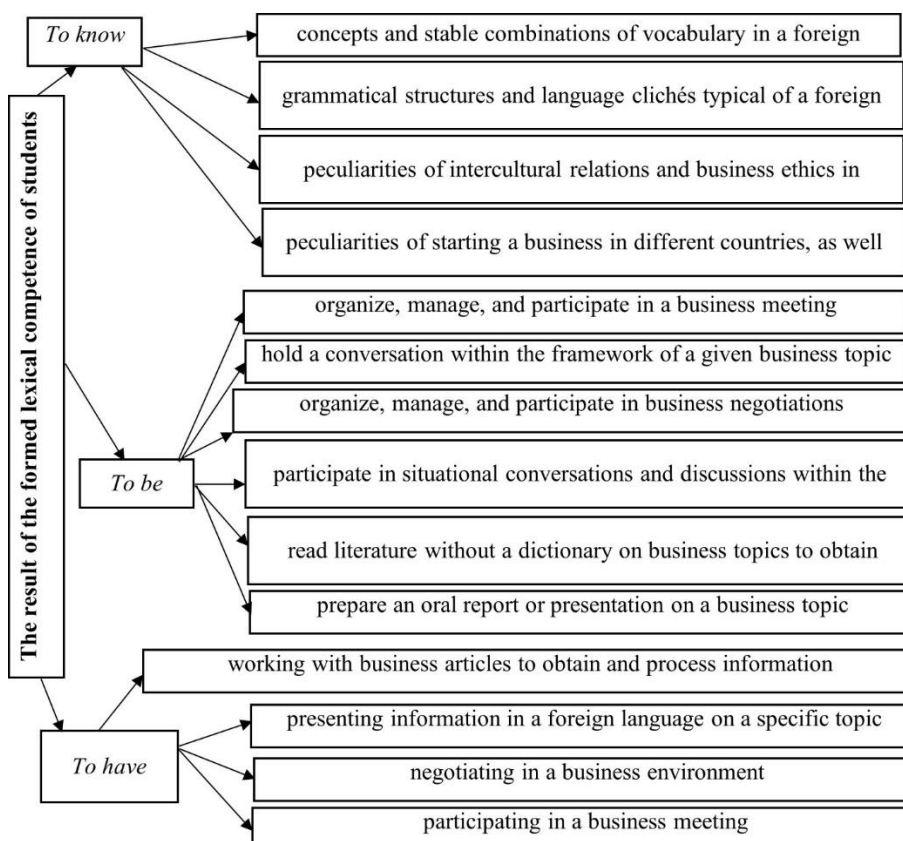 The result of the formed lexical competence of students
To know
concepts and stable combinations of vocabulary in a foreign
grammatical structures and language clichés typical of a foreign
peculiarities of intercultural relations and business ethics in
peculiarities of starting a business in different countries, as well
To be
organize, manage, and participate in a business meeting
hold a conversation within the framework of a given business topic
organize, manage, and participate in business negotiations
participate in situational conversations and discussions within the
read literature without a dictionary on business topics to obtain
prepare an oral report or presentation on a business topic
To have
working with business articles to obtain and process information
presenting information in a foreign language on a specific topic
negotiating in a business environment
participating in a business meeting